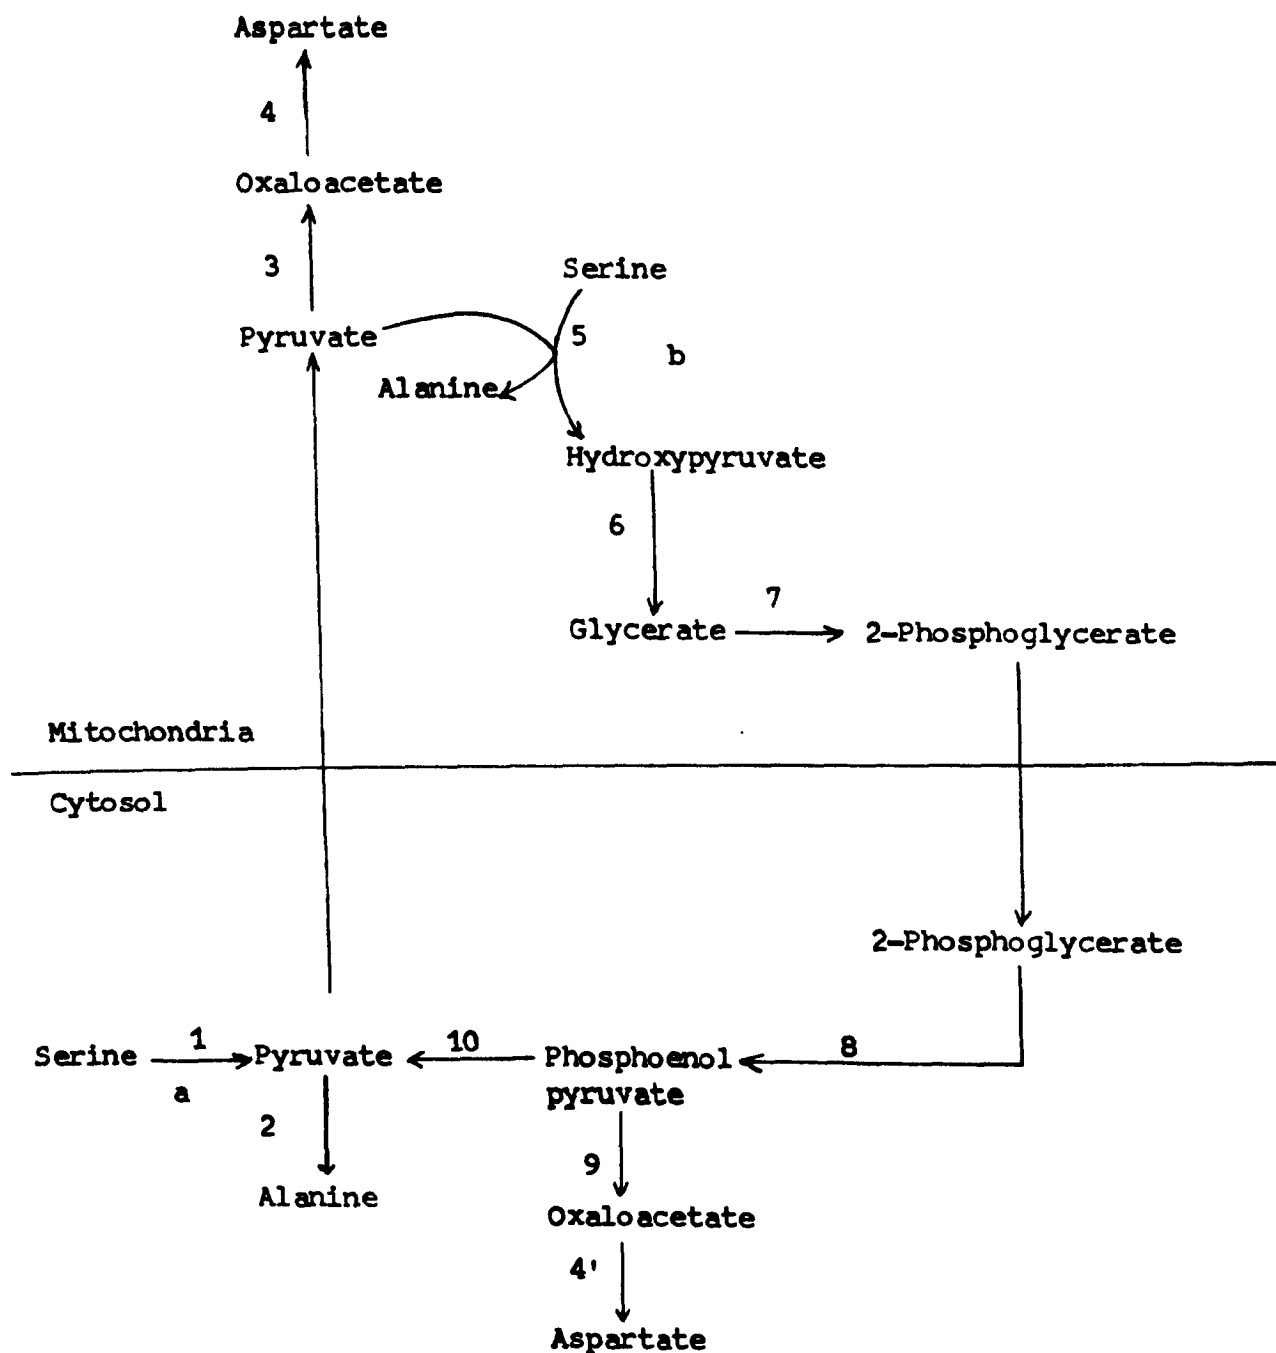 Aspartate
4
Oxaloacetate
3
Serine
Pyruvate
5
b
Alanine
Hydroxypyruvate
6
7
Glycerate
2-Phosphoglycerate
Mitochondria
Cytosol
2-Phosphoglycerate
1
10
8
Serine
Pyruvate
Phosphoenol
pyruvate
a
2
9
Alanine
Oxaloacetate
4'
Aspartate